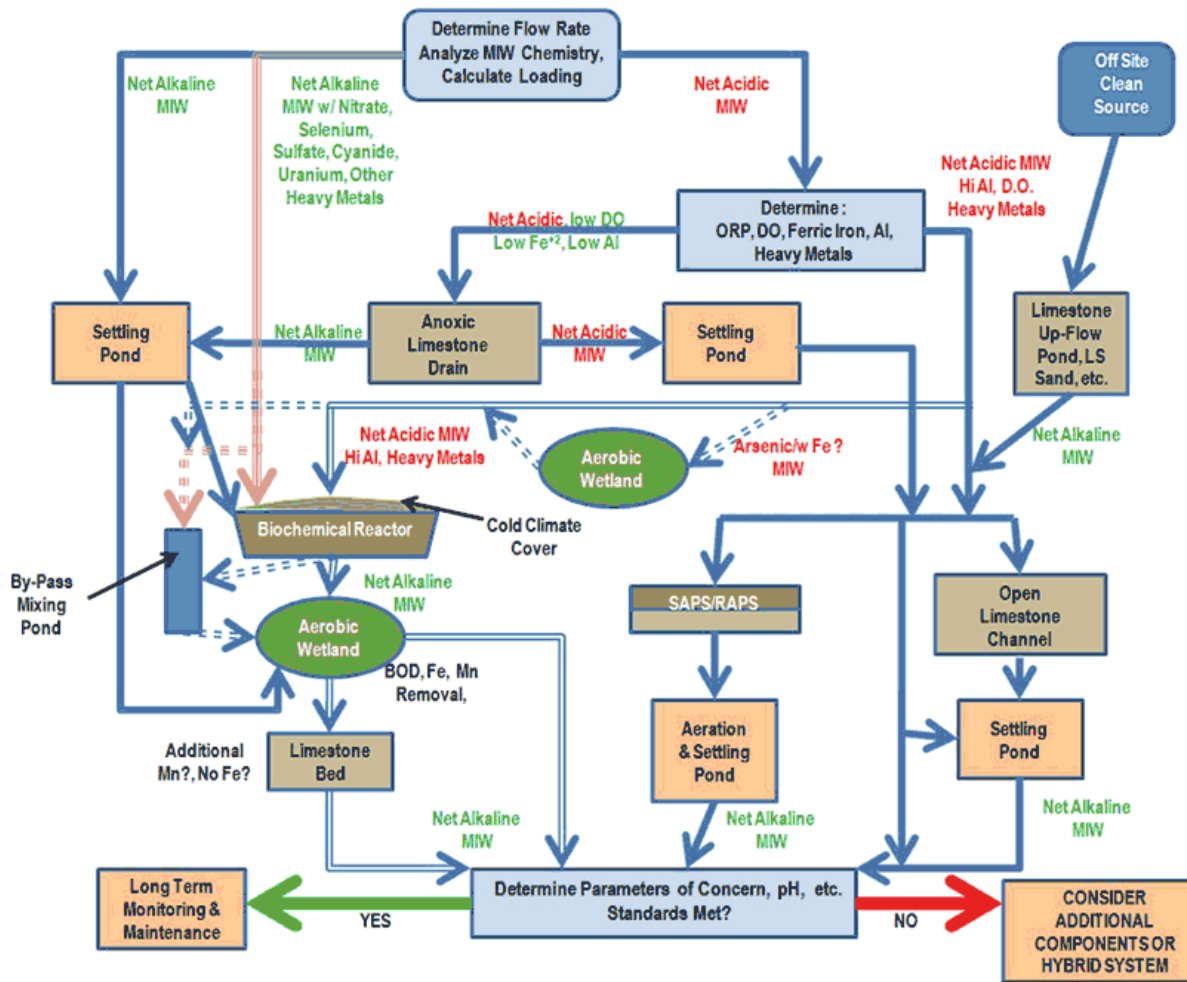 Determine Flow Rate
Analyze MIW Chemistry,
Calculate Loading
Off Site
Clean
Source
Net Alkaline
MIW
Net Alkaline
MIW w/ Nitrate,
Selenium,
Sulfate, Cyanide,
Uranium, Other
Heavy Metals
Net Acidic
MIW
Net Acidic MIW
Hi Al, D.O.
Heavy Metals
Determine :
ORP, DO, Ferric Iron, Al,
Heavy Metals
Net Acidic, low DO
Low Fe+2, Low Al
Settling
Pond
Net Alkaline
MIW
Anoxic
Limestone
Drain
Net Acidic
MIW
Settling
Pond
Limestone
Up-Flow
Pond, LS
Sand, etc.
Net Acidic MIW
Hi Al, Heavy Metals
Aerobic
Wetland
Arsenic/w Fe ?
MIW
Net Alkaline
MIW
Biochemical Reactor
Cold Climate
Cover
By-Pass
Mixing
Pond
Net Alkaline
MIW
SAPS/RAPS
Open
Limestone
Channel
Aerobic
Wetland
BOD, Fe, Mn
Removal,
Additional
Mn?, No Fe?
Limestone
Bed
Aeration
& Settling
Pond
Settling
Pond
Net Alkaline
MIW
Net Alkaline
MIW
Net Alkaline
MIW
Long Term
Monitoring &
Maintenance
YES
Determine Parameters of Concern, pH, etc.
Standards Met?
NO
CONSIDER
ADDITIONAL
COMPONENTS OR
HYBRID SYSTEM